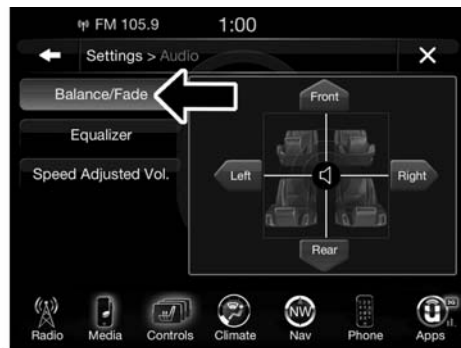 FM 105.9 1:00
Settings > Audio
Balance/Fade
Equalizer
Speed Adjusted Vol.
Front
Left Right
Rear
NW
3G
Radio Media Controls Climate Nav Phone Apps